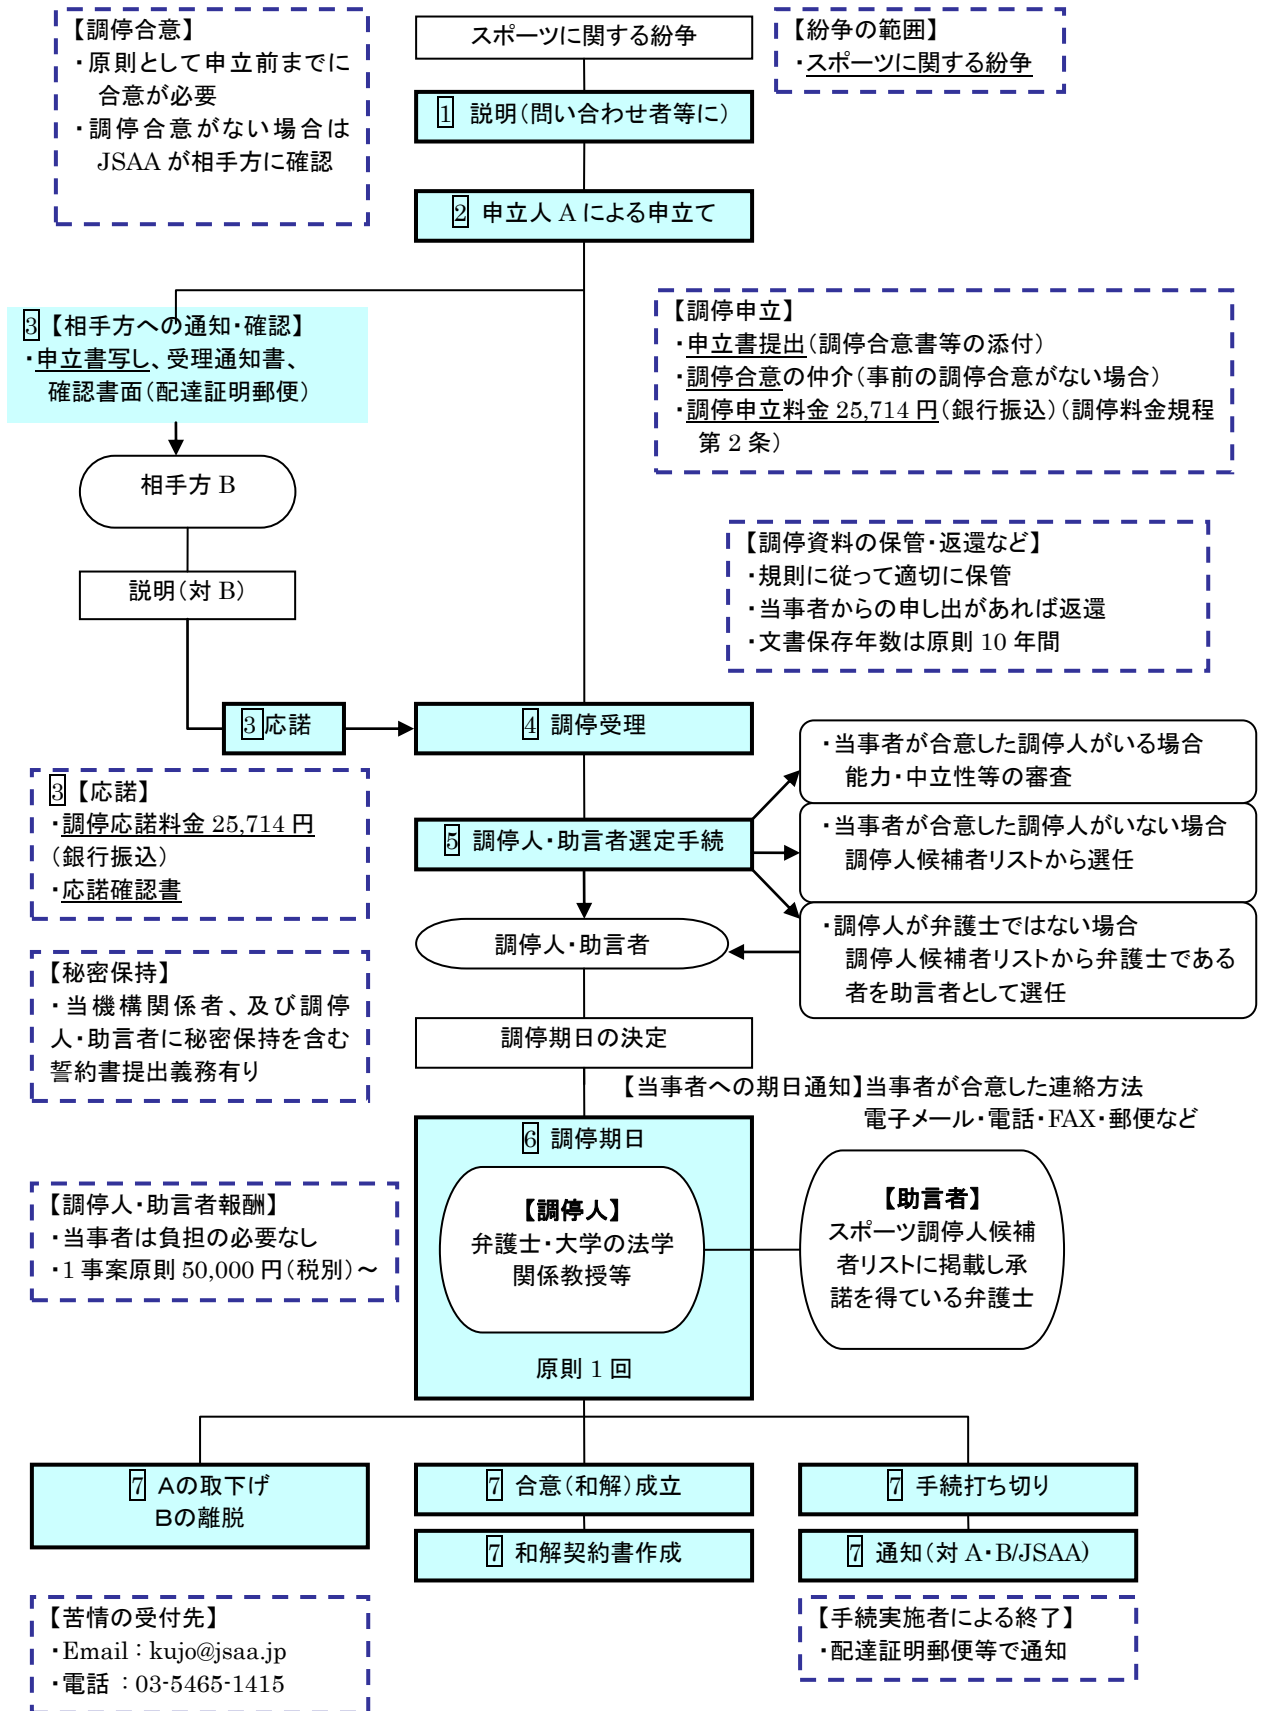 【調停合意】
・原則として申立前までに
合意が必要
・調停合意がない場合は
JSAA が相手方に確認
スポーツに関する紛争
【紛争の範囲】
・スポーツに関する紛争
1 説明（問い合わせ者等に）
2 申立人 A による申立て
3【相手方への通知・確認】
・申立書写し、受理通知書、
確認書面（配達証明郵便）
【調停申立】
・申立書提出（調停合意書等の添付）
・調停合意の仲介（事前の調停合意がない場合）
・調停申立料金 25,714 円（銀行振込）（調停料金規程
第 2 条）
相手方 B
説明（対 B）
【調停資料の保管・返還など】
・規則に従って適切に保管
・当事者からの申し出があれば返還
・文書保存年数は原則 10 年間
3 応諾
4 調停受理
・当事者が合意した調停人がいる場合
能力・中立性等の審査
3【応諾】
・調停応諾料金 25,714 円
（銀行振込）
・応諾確認書
5 調停人・助言者選定手続
・当事者が合意した調停人がいない場合
調停人候補者リストから選任
調停人・助言者
・調停人が弁護士ではない場合
調停人候補者リストから弁護士である
者を助言者として選任
【秘密保持】
・当機構関係者、及び調停
人・助言者に秘密保持を含む
誓約書提出義務有り
調停期日の決定
【当事者への期日通知】当事者が合意した連絡方法
電子メール・電話・FAX・郵便など
6 調停期日
【調停人】
弁護士・大学の法学
関係教授等
原則 1 回
【助言者】
スポーツ調停人候補
者リストに掲載し承
諾を得ている弁護士
【調停人・助言者報酬】
・当事者は負担の必要なし
・1 事案原則 50,000 円（税別）～
7 Aの取下げ
Bの離脱
7 合意（和解）成立
7 手続打ち切り
7 和解契約書作成
7 通知（対 A・B/JSAA)
【苦情の受付先】
・Email：kujo@jsaa.jp
・電話 ：03-5465-1415
【手続実施者による終了】
・配達証明郵便等で通知